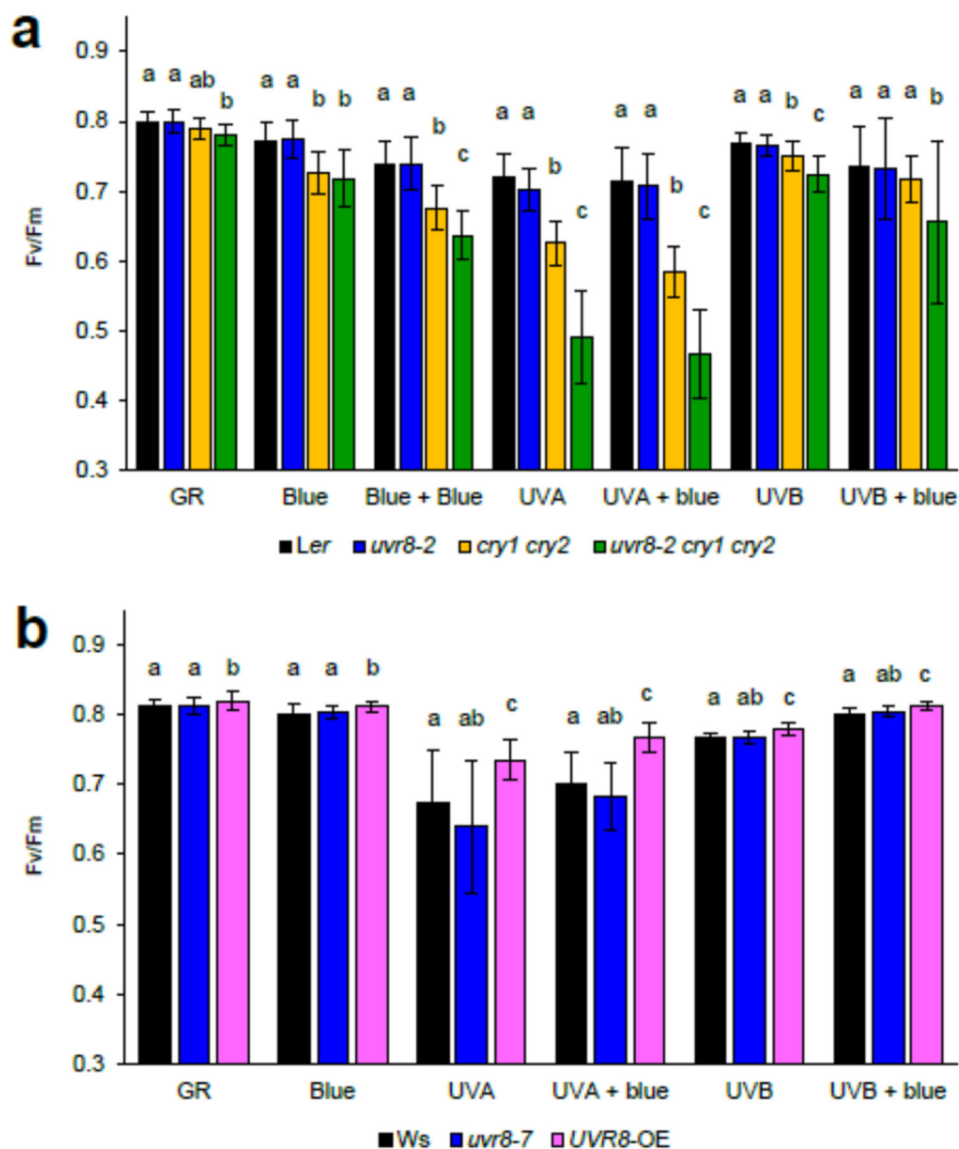 a
0.9
0.8
0.7
0.6
0.5
0.4
0.3
Fv/Fm
a a ab b
a a b b
a a b c
a a b c
a a b c
a a b c
a a a b
GR Blue Blue + Blue UVA UVA + blue UVB UVB + blue
Ler uvr8-2 cry1 cry2 uvr8-2 cry1 cry2
b
0.9
0.8
0.7
0.6
0.5
0.4
0.3
Fv/Fm
a a b
a a b
a ab c
a ab c
a ab c
a ab c
GR Blue UVA UVA + blue UVB UVB + blue
Ws uvr8-7 UVR8-OE